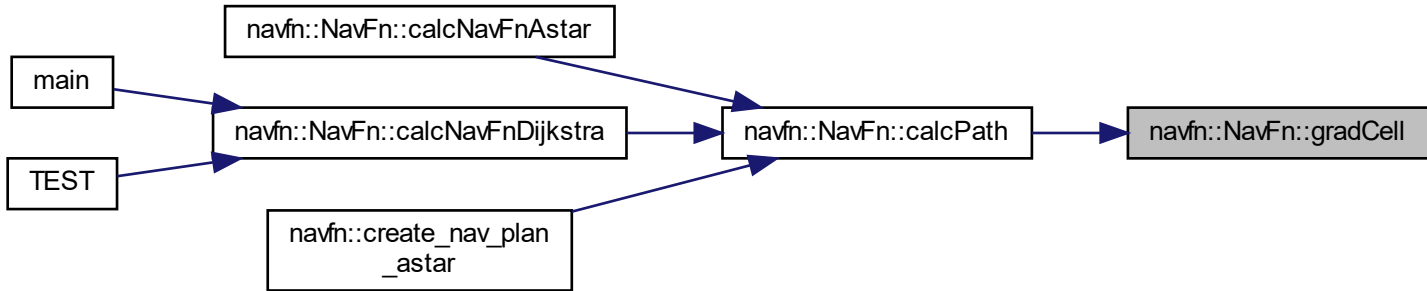 navfn::NavFn::calcNavFnAstar
main
navfn::NavFn::calcNavFnDijkstra
navfn::NavFn::calcPath
navfn::NavFn::gradCell
TEST
navfn::create_nav_plan
_astar